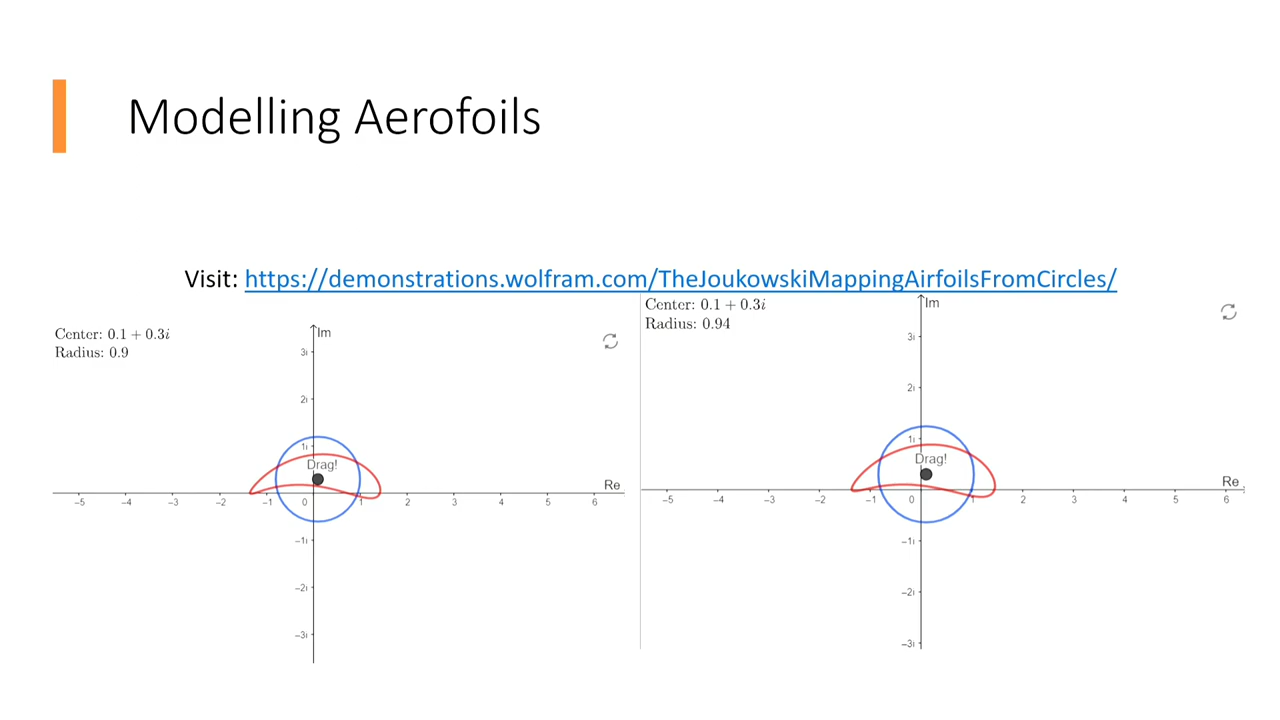 Modelling Aerofoils
Visit: https://demonstrations.wolfram.com/TheJoukowskiMappingAirfoilsFromCircles/
Center: 0.1 + 0.3i
Radius: 0.9
Im
3i
2i
1i
Drag!
Re
−5 −4 −3 −2 −1 0 1 2 3 4 5 6
−1i
−2i
−3i
Center: 0.1 + 0.3i
Radius: 0.94
Im
3i
2i
1i
Drag!
Re
−5 −4 −3 −2 −1 0 1 2 3 4 5 6
−1i
−2i
−3i